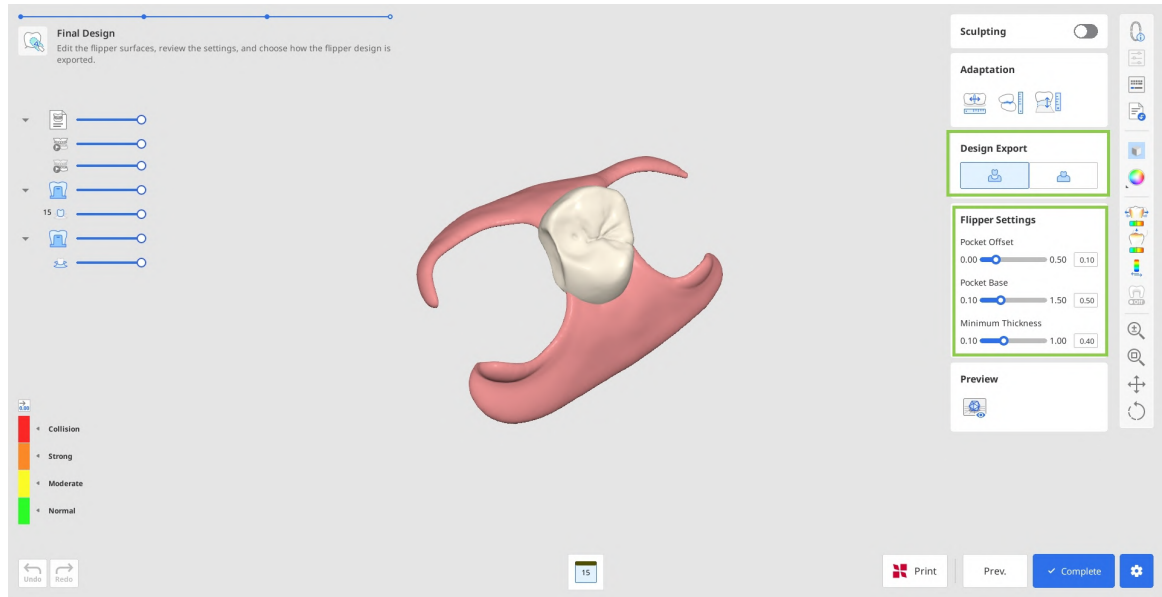 Final Design
Edit the flipper surfaces, review the settings, and choose how the flipper design is
exported.
15
0.00
Collision
Strong
Moderate
Normal
Undo Redo
15
Sculpting
Adaptation
Design Export
Flipper Settings
Pocket Offset
0.00 0.50 0.10
Pocket Base
0.10 1.50 0.50
Minimum Thickness
0.10 1.00 0.40
Preview
Print Prev. Complete